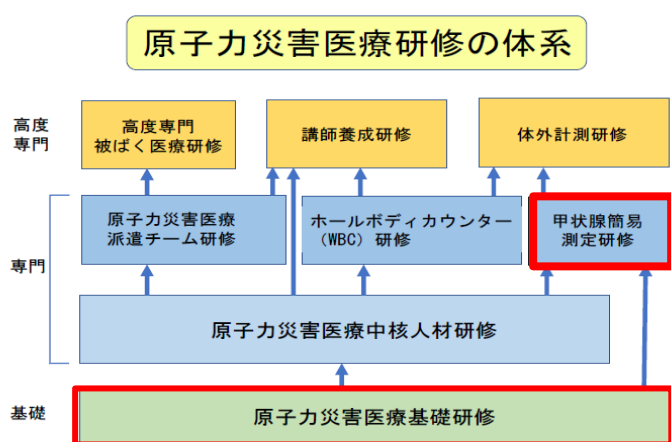 原子力災害医療研修の体系
高度
専門
高度専門
被ばく医療研修
講師養成研修
体外計測研修
専門
原子力災害医療
派遣チーム研修
ホールボディカウンター
(WBC) 研修
甲状腺簡易
測定研修
原子力災害医療中核人材研修
基礎
原子力災害医療基礎研修